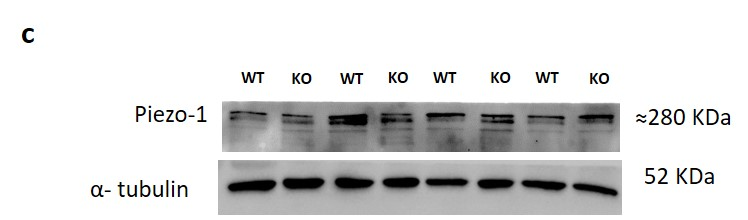 c
WT KO WT KO WT KO WT KO
Piezo-1 ≈280 KDa
α- tubulin 52 KDa